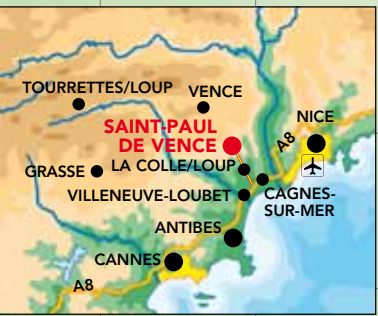 TOURRETTES/LOUP
VENCE
NICE
SAINT-PAUL
DE VENCE
A8
LA COLLE/LOUP
GRASSE
VILLENEUVE-LOUBET
CAGNES-
SUR-MER
ANTIBES
CANNES
A8